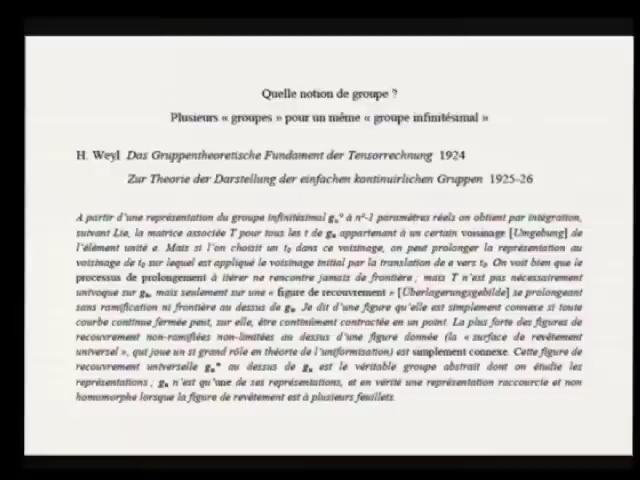 Quelle notion de groupe ?
Plusieurs « groupes » pour un même « groupe infinitésimal »
H. Weyl Das Gruppentheoretische Fundament der Tensorrechnung 1924
Zur Theorie der Darstellung der einfachen kontinuirlichen Gruppen 1925-26
A partir d'une représentation du groupe infinitésimal gᵤ° à n²-1 paramètres réels on obtient par intégration,
suivant Lie, la matrice associée T pour tous les t de gᵤ appartenant à un certain voisinage [Umgebung] de
l'élément unité e. Mais si l'on choisit un t₀ dans ce voisinage, on peut prolonger la représentation au
voisinage de t₀ sur lequel est appliqué le voisinage initial par la translation de e vers t₀. On voit bien que le
processus de prolongement à itérer ne rencontre jamais de frontière ; mais T n'est pas nécessairement
univoque sur gᵤ, mais seulement sur une « figure de recouvrement » [Überlagerungsgebilde] se prolongeant
sans ramification ni frontière au dessus de gᵤ. Je dit d'une figure qu'elle est simplement connexe si toute
courbe continue fermée peut, sur elle, être continûment contractée en un point. La plus forte des figures de
recouvrement non-ramifiées non-limitées au dessus d'une figure donnée (la « surface de revêtement
universel », qui joue un si grand rôle en théorie de l'uniformisation) est simplement connexe. Cette figure de
recouvrement universelle gᵤ* au dessus de gᵤ est le véritable groupe abstrait dont on étudie les
représentations ; gᵤ n'est qu'une de ses représentations, et en vérité une représentation raccourcie et non
homomorphe lorsque la figure de revêtement est à plusieurs feuillets.